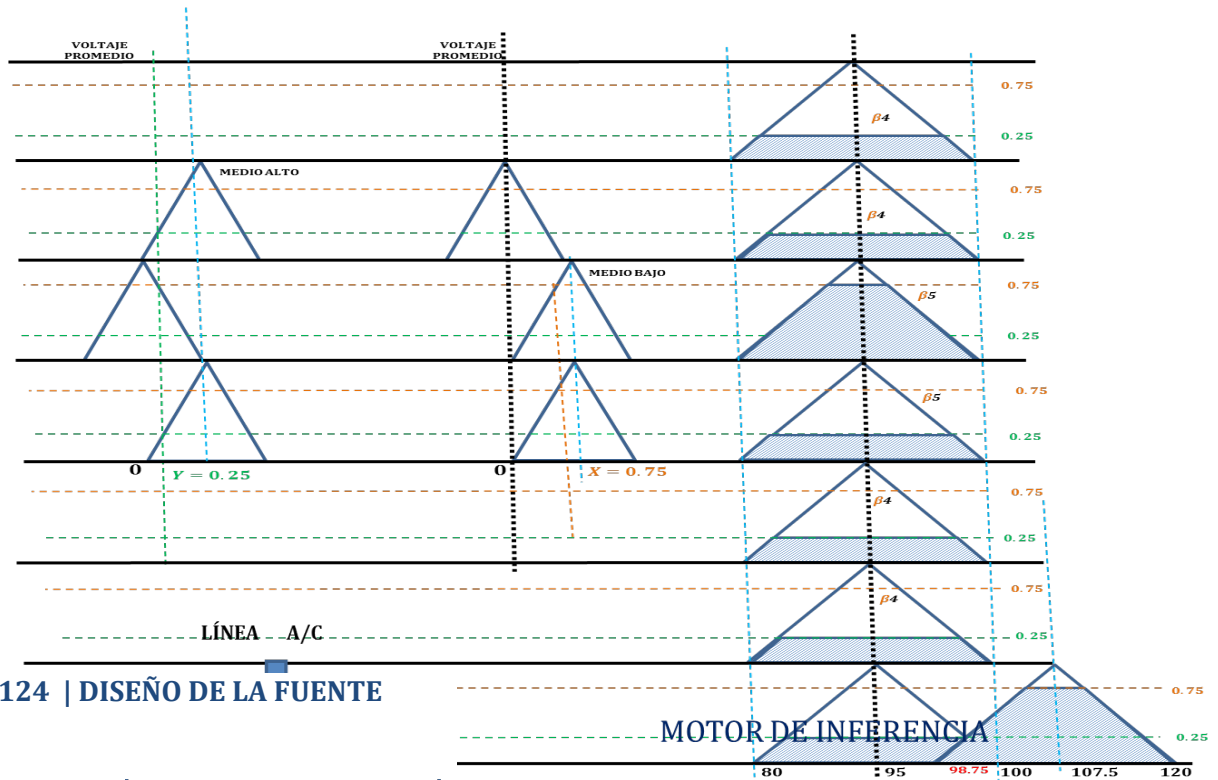 VOLTAJE
PROMEDIO
VOLTAJE
PROMEDIO
0.75
β4
0.25
MEDIO ALTO
0.75
β4
0.25
MEDIO BAJO
0.75
β5
0.25
0.75
β5
0.25
0
Y = 0.25
0
X = 0.75
0.75
β4
0.25
0.75
β4
LÍNEA A/C
0.25
124 | DISEÑO DE LA FUENTE
0.75
MOTOR DE INFERENCIA
0.25
80
95
98.75
100
107.5
120